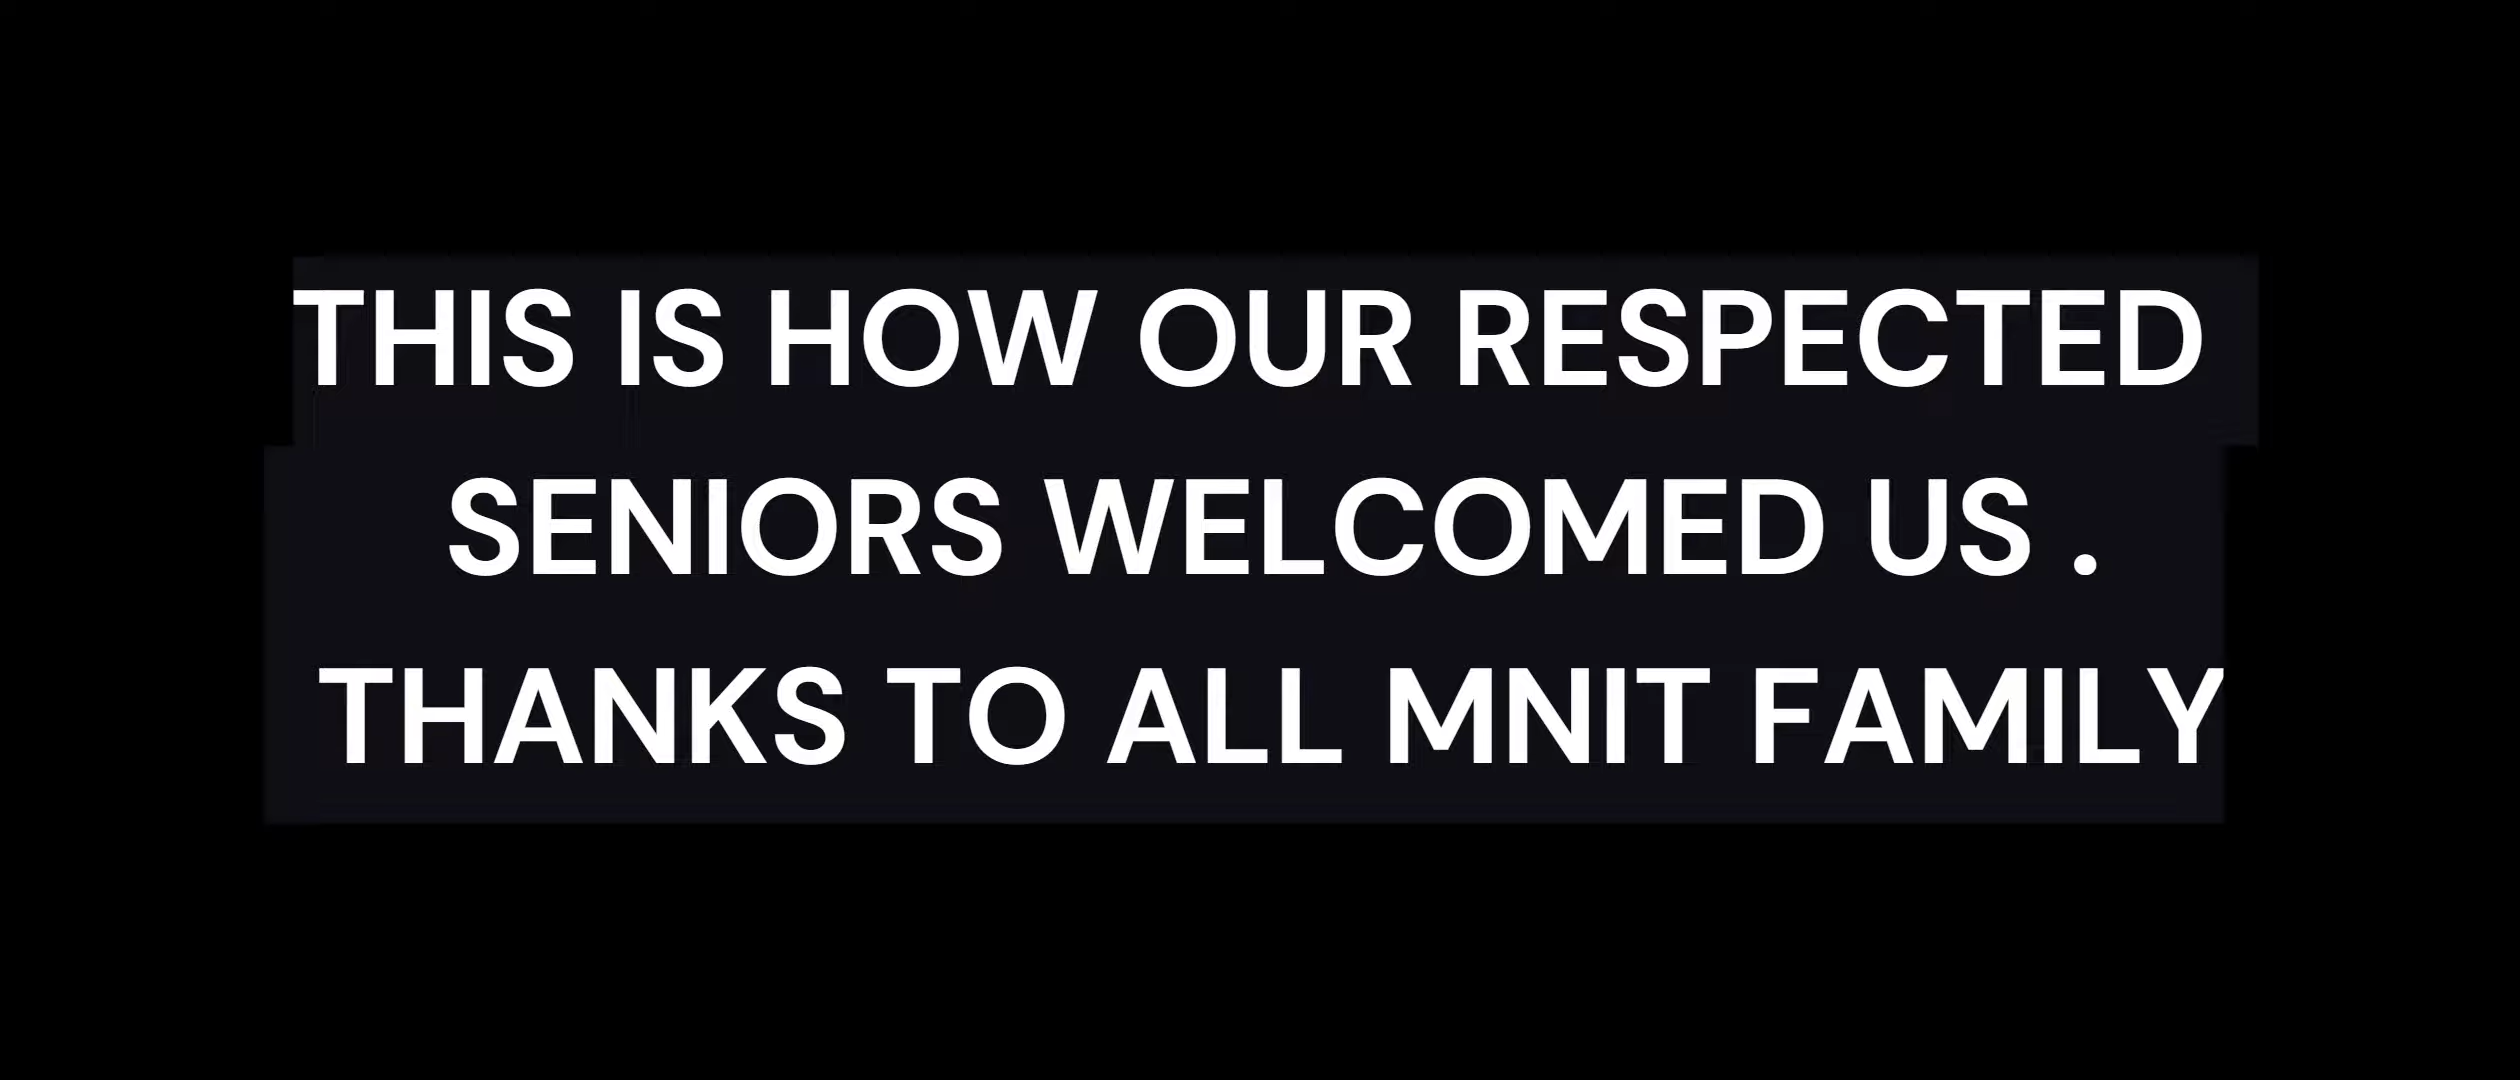 THIS IS HOW OUR RESPECTED
SENIORS WELCOMED US .
THANKS TO ALL MNIT FAMILY